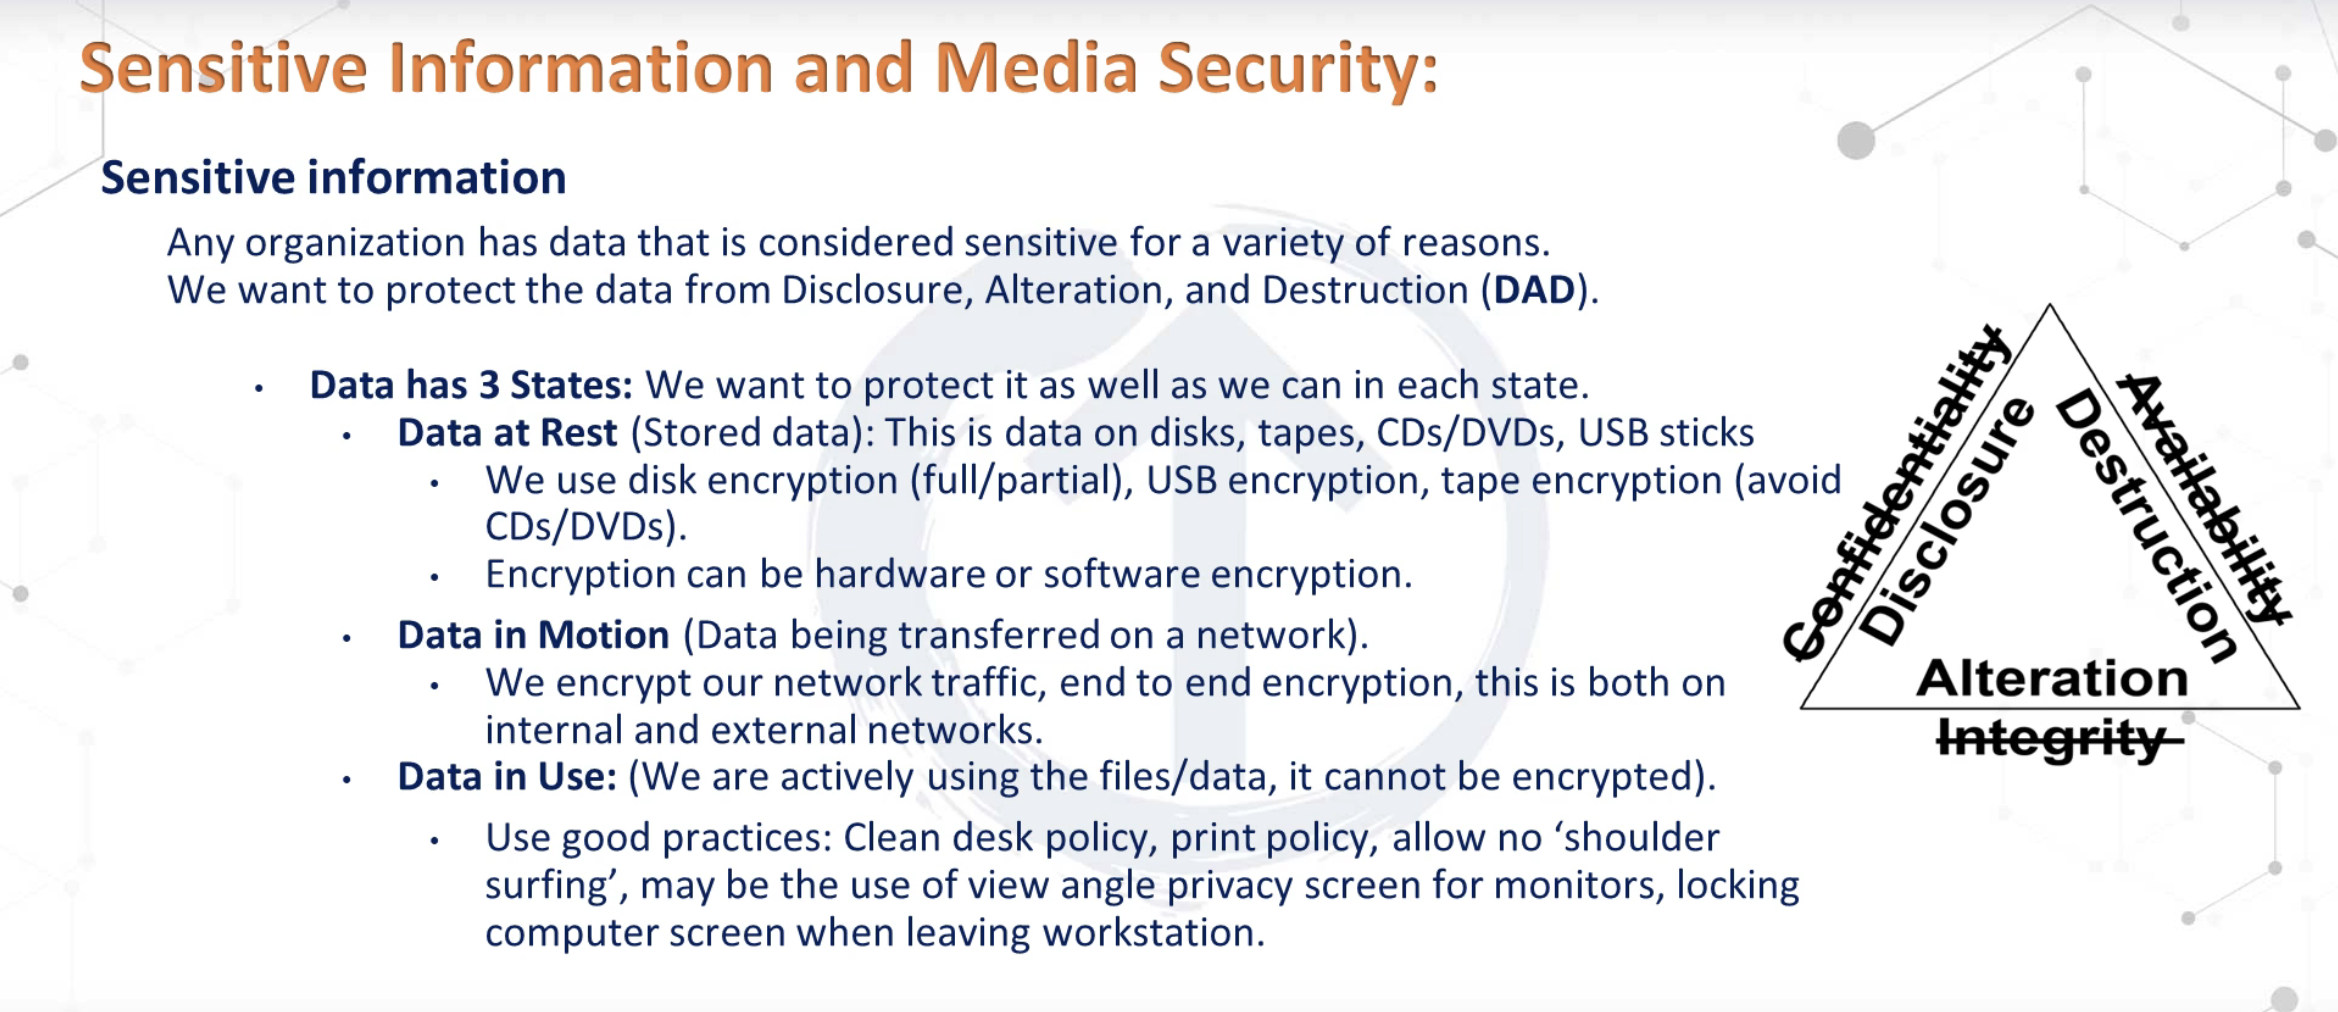 Sensitive Information and Media Security:
Sensitive information
Any organization has data that is considered sensitive for a variety of reasons.
We want to protect the data from Disclosure, Alteration, and Destruction (DAD).
• Data has 3 States: We want to protect it as well as we can in each state.
• Data at Rest (Stored data): This is data on disks, tapes, CDs/DVDs, USB sticks
• We use disk encryption (full/partial), USB encryption, tape encryption (avoid
CDs/DVDs).
• Encryption can be hardware or software encryption.
• Data in Motion (Data being transferred on a network).
• We encrypt our network traffic, end to end encryption, this is both on
internal and external networks.
• Data in Use: (We are actively using the files/data, it cannot be encrypted).
• Use good practices: Clean desk policy, print policy, allow no ‘shoulder
surfing’, may be the use of view angle privacy screen for monitors, locking
computer screen when leaving workstation.
Confidentiality
Disclosure
Availability
Destruction
Alteration
Integrity